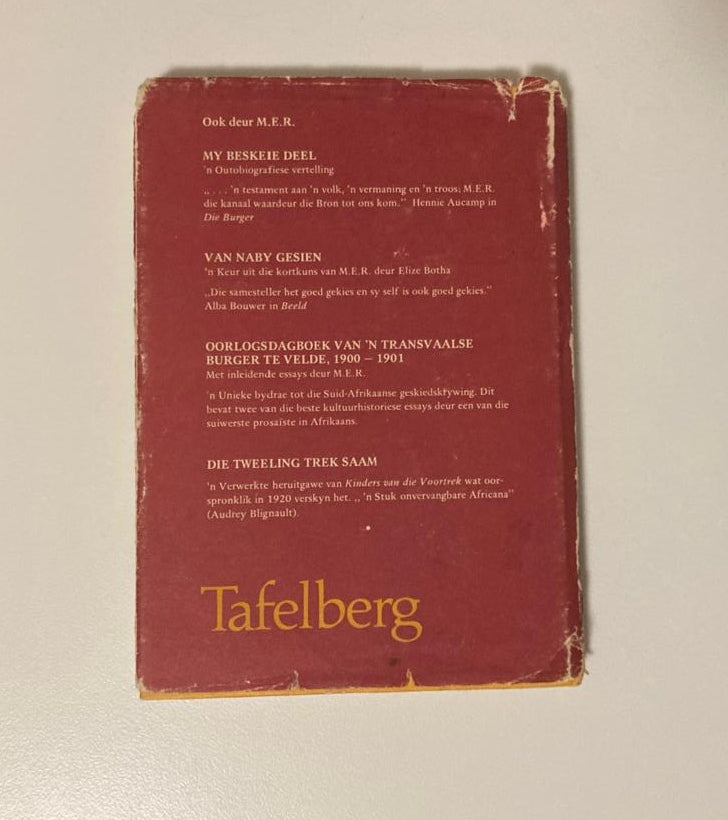 Ook deur M.E.R.
MY BESKEIE DEEL
'n Outobiografiese vertelling
„. . . 'n testament aan 'n volk, 'n vermaning en 'n troos; M.E.R.
die kanaal waardeur die Bron tot ons kom.” Hennie Aucamp in
Die Burger
VAN NABY GESIEN
'n Keur uit die kortkuns van M.E.R. deur Elize Botha
„Die samesteller het goed gekies en sy self is ook goed gekies.”
Alba Bouwer in Beeld
OORLOGSDAGBOEK VAN 'N TRANSVAALSE
BURGER TE VELDE, 1900 – 1901
Met inleidende essays deur M.E.R.
'n Unieke bydrae tot die Suid-Afrikaanse geskiedskrywing. Dit
bevat twee van die beste kultuurhistoriese essays deur een van die
suiwerste prosaïste in Afrikaans.
DIE TWEELING TREK SAAM
'n Verwerkte heruitgawe van Kinders van die Voortrek wat oor-
spronklik in 1920 verskyn het. „ 'n Stuk onvervangbare Africana”
(Audrey Blignault).
Tafelberg